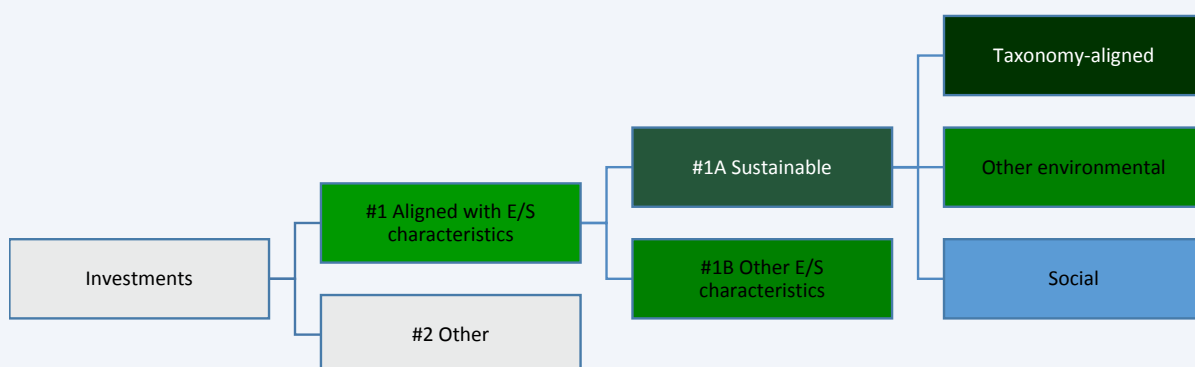 Taxonomy-aligned
#1A Sustainable
Other environmental
#1 Aligned with E/S
characteristics
#1B Other E/S
characteristics
Investments
Social
#2 Other